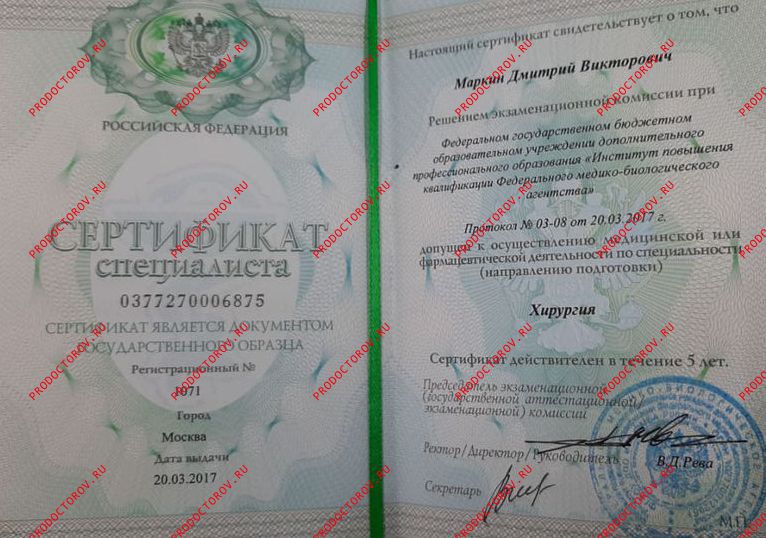 РОССИЙСКАЯ ФЕДЕРАЦИЯ
СЕРТИФИКАТ
специалиста
0377270006875
СЕРТИФИКАТ ЯВЛЯЕТСЯ ДОКУМЕНТОМ
ГОСУДАРСТВЕННОГО ОБРАЗЦА
Регистрационный №
1071
Город
Москва
Дата выдачи
20.03.2017
Настоящий сертификат свидетельствует о том, что
Маркин Дмитрий Викторович
Решением экзаменационной комиссии при
Федеральном государственном бюджетном
образовательном учреждении дополнительного
профессионального образования «Институт повышения
квалификации Федерального медико-биологического
агентства»
Протокол № 03-08 от 20.03.2017 г.
допущен к осуществлению медицинской или
фармацевтической деятельности по специальности
(направлению подготовки)
Хирургия
Сертификат действителен в течение 5 лет.
Председатель экзаменационной
(государственной аттестационной/
экзаменационной) комиссии
Ректор/Директор/Руководитель
В.Д.Рева
Секретарь
М.П.
PRODOCTOROV.RU